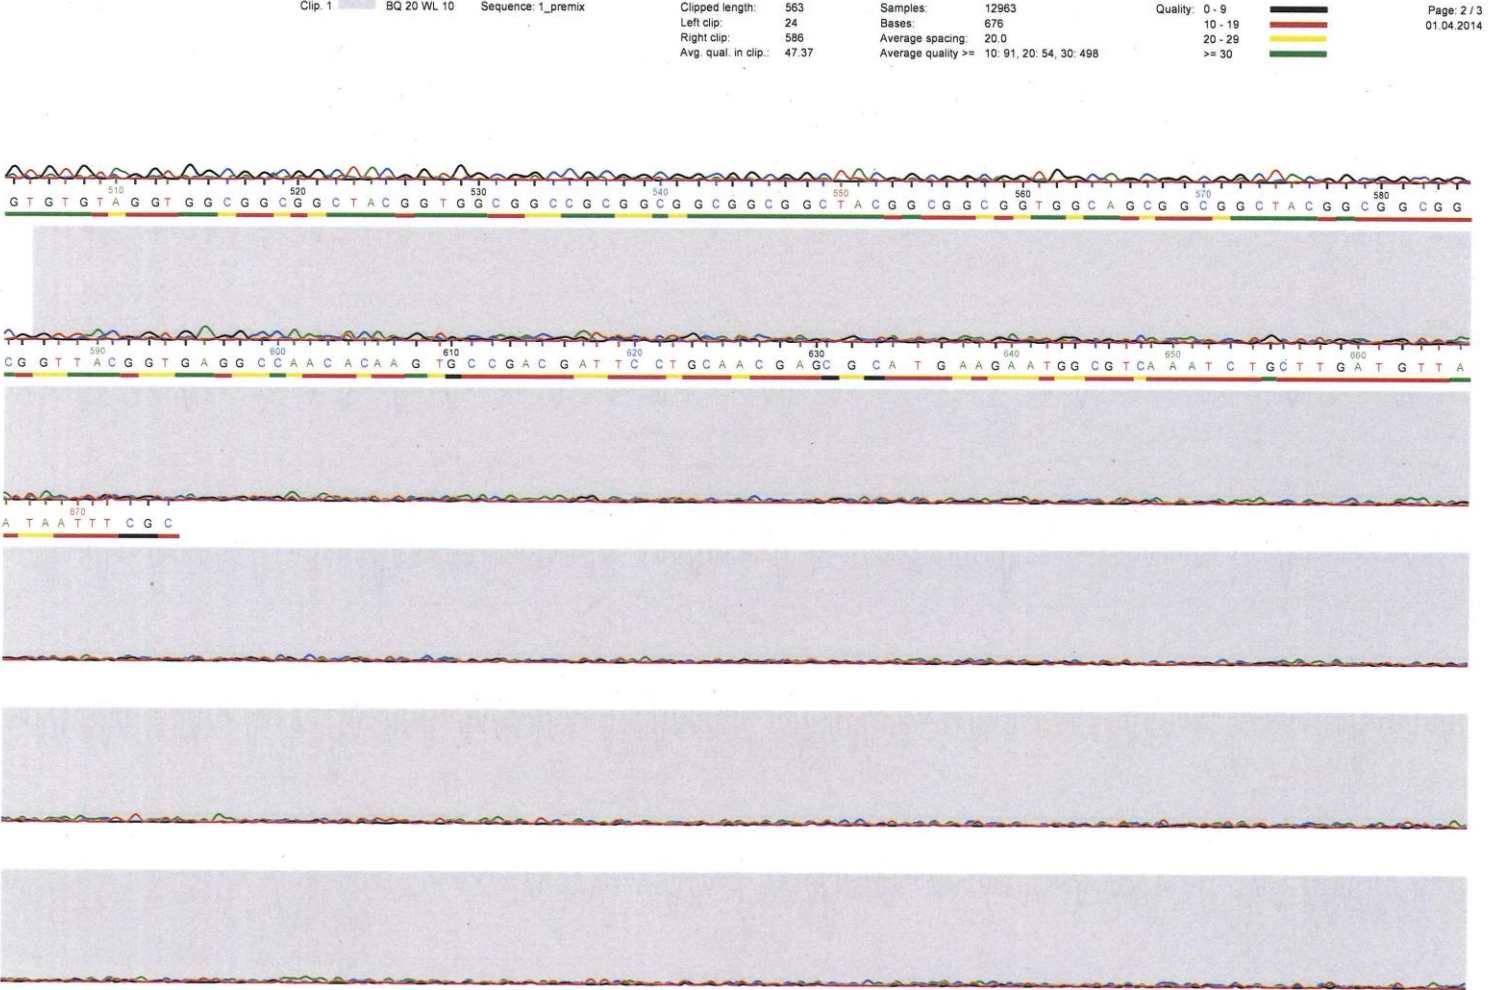 Clip. 1 BQ 20 WL 10 Sequence: 1_premix Clipped length: 563 Samples: 12963 Quality: 0 - 9 Page: 2 / 3
Left clip: 24 Bases: 676 10 - 19 01.04.2014
Right clip: 586 Average spacing: 20.0 20 - 29
Avg. qual. in clip.: 47.37 Average quality >= 10: 91, 20: 54, 30: 498 >= 30
510 520 530 540 550 560 570 580
G T G T G T A G G T G G C G G C G G C T A C G G T G G C G G C C G C G G C G G C G G C G G C T A C G G C G G C G G T G G C A G C G G C G G C T A C G G C G G C G G
590 600 610 620 630 640 650 660
C G G T T A C G G T G A G G C C A A C A C A A G T G C C G A C G A T T C C T G C A A C G A G C G C A T G A A G A A T G G C G T C A A A T C T G C T T G A T G T T A
670
A T A A T T T C G C